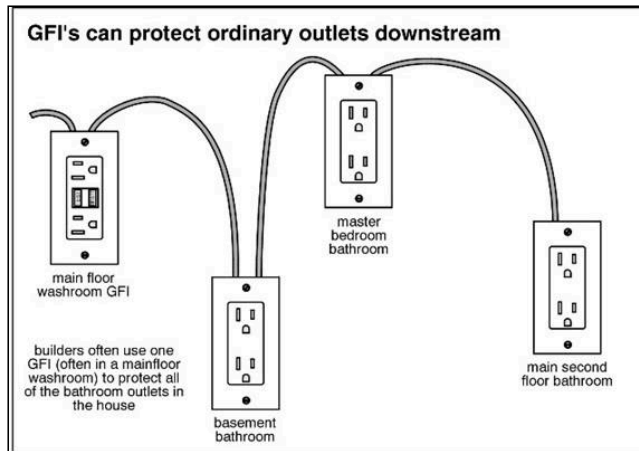 GFI's can protect ordinary outlets downstream
main floor
washroom GFI
master
bedroom
bathroom
builders often use one
GFI (often in a mainfloor
washroom) to protect all
of the bathroom outlets in
the house
basement
bathroom
main second
floor bathroom